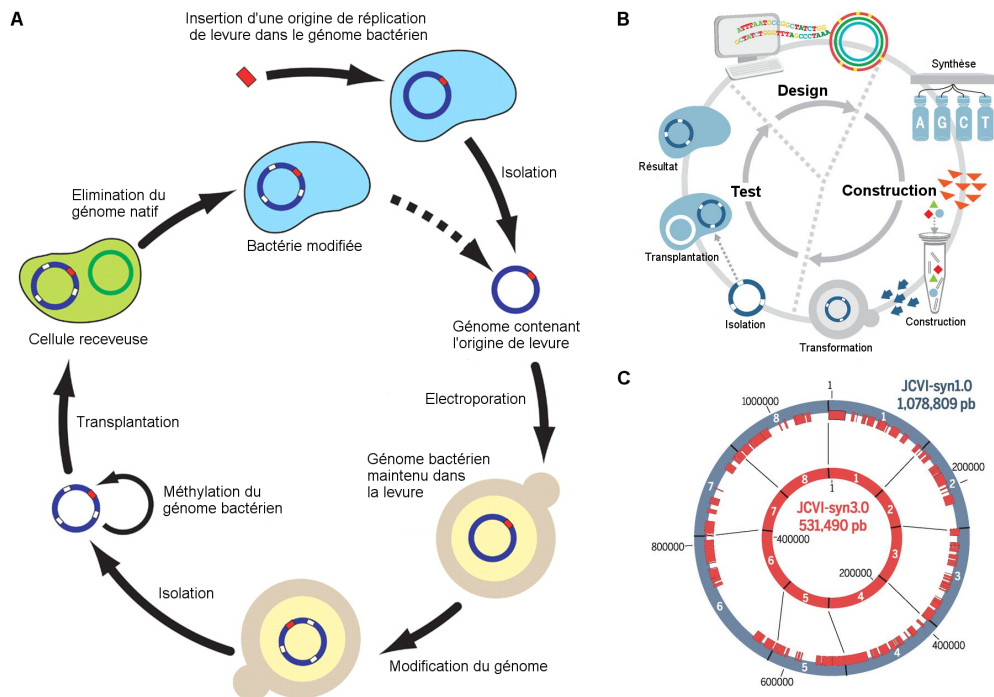 A
Insertion d'une origine de réplication
de levure dans le génome bactérien
Isolation
Elimination du
génome natif
Bactérie modifiée
Cellule receveuse
Génome contenant
l'origine de levure
Electroporation
Transplantation
Génome bactérien
maintenu dans
la levure
Méthylation du
génome bactérien
Isolation
Modification du génome
B
ATTTAATGCCGGCTATCTGG
GCTATCTGGGTTTAGCCCTAAA
Design
Synthèse
A G C T
Résultat
Test
Construction
Transplantation
Isolation
Construction
Transformation
C
JCVI-syn1.0
1,078,809 pb
1
1000000
8
1
200000
2
7
8
1
1
7
2
JCVI-syn3.0
531,490 pb
800000
400000
6
3
3
200000
5
4
6
400000
5
4
600000